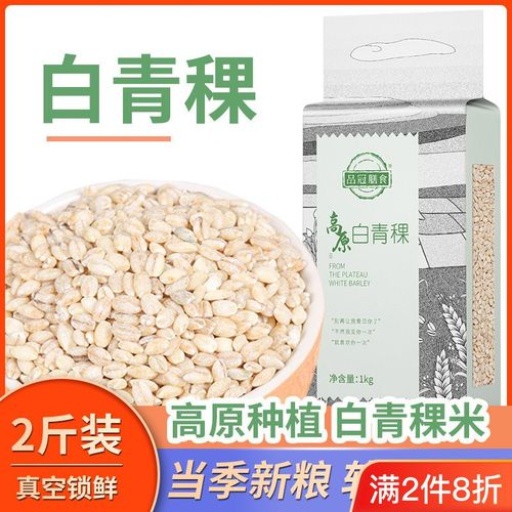 白青稞
品冠膳食
高原白青稞
FROM
THE PLATEAU
WHITE BARLEY
净含量:1kg
2斤装
真空锁鲜
高原种植 白青稞米
当季新粮
满2件8折